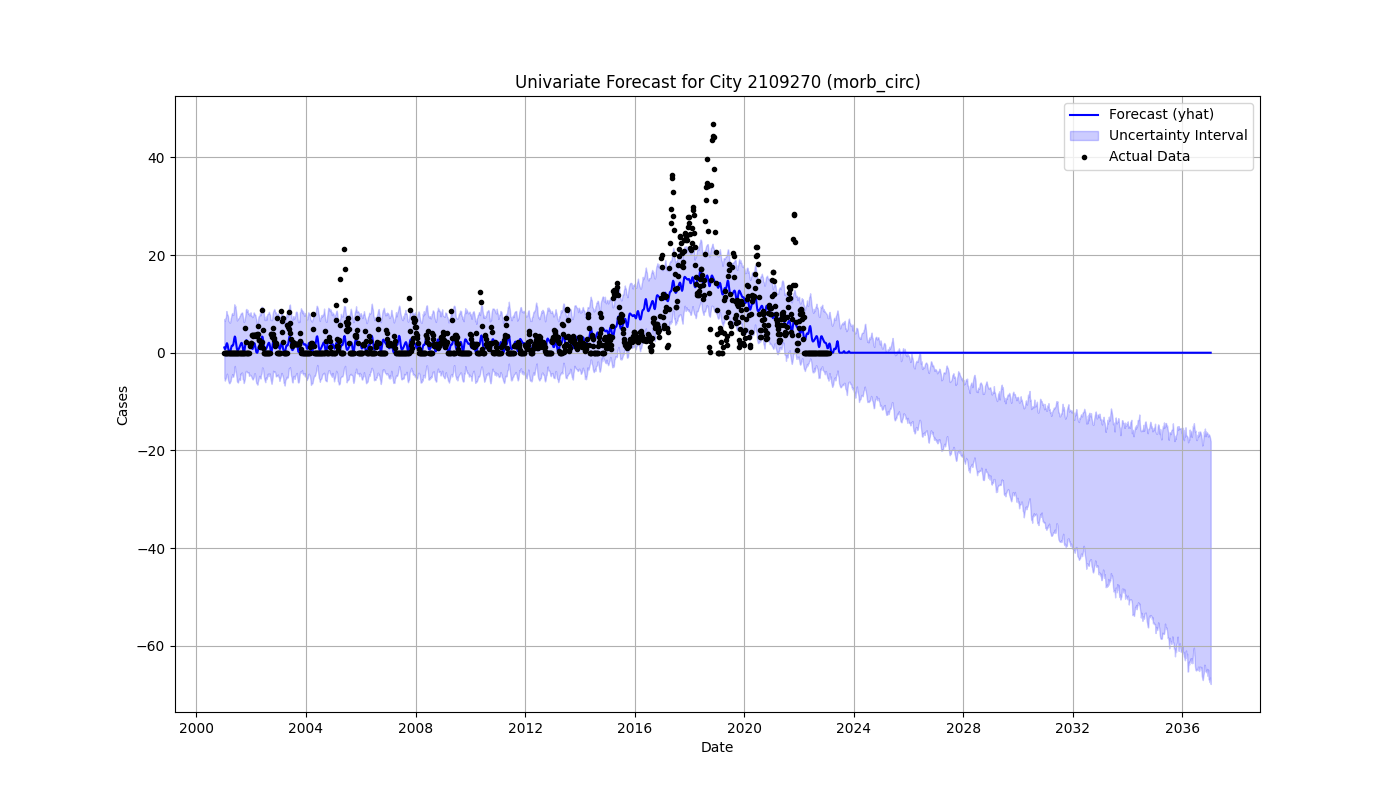 Univariate Forecast for City 2109270 (morb_circ)
Forecast (yhat)
Uncertainty Interval
Actual Data
Cases
40
20
0
−20
−40
−60
2000
2004
2008
2012
2016
2020
2024
2028
2032
2036
Date